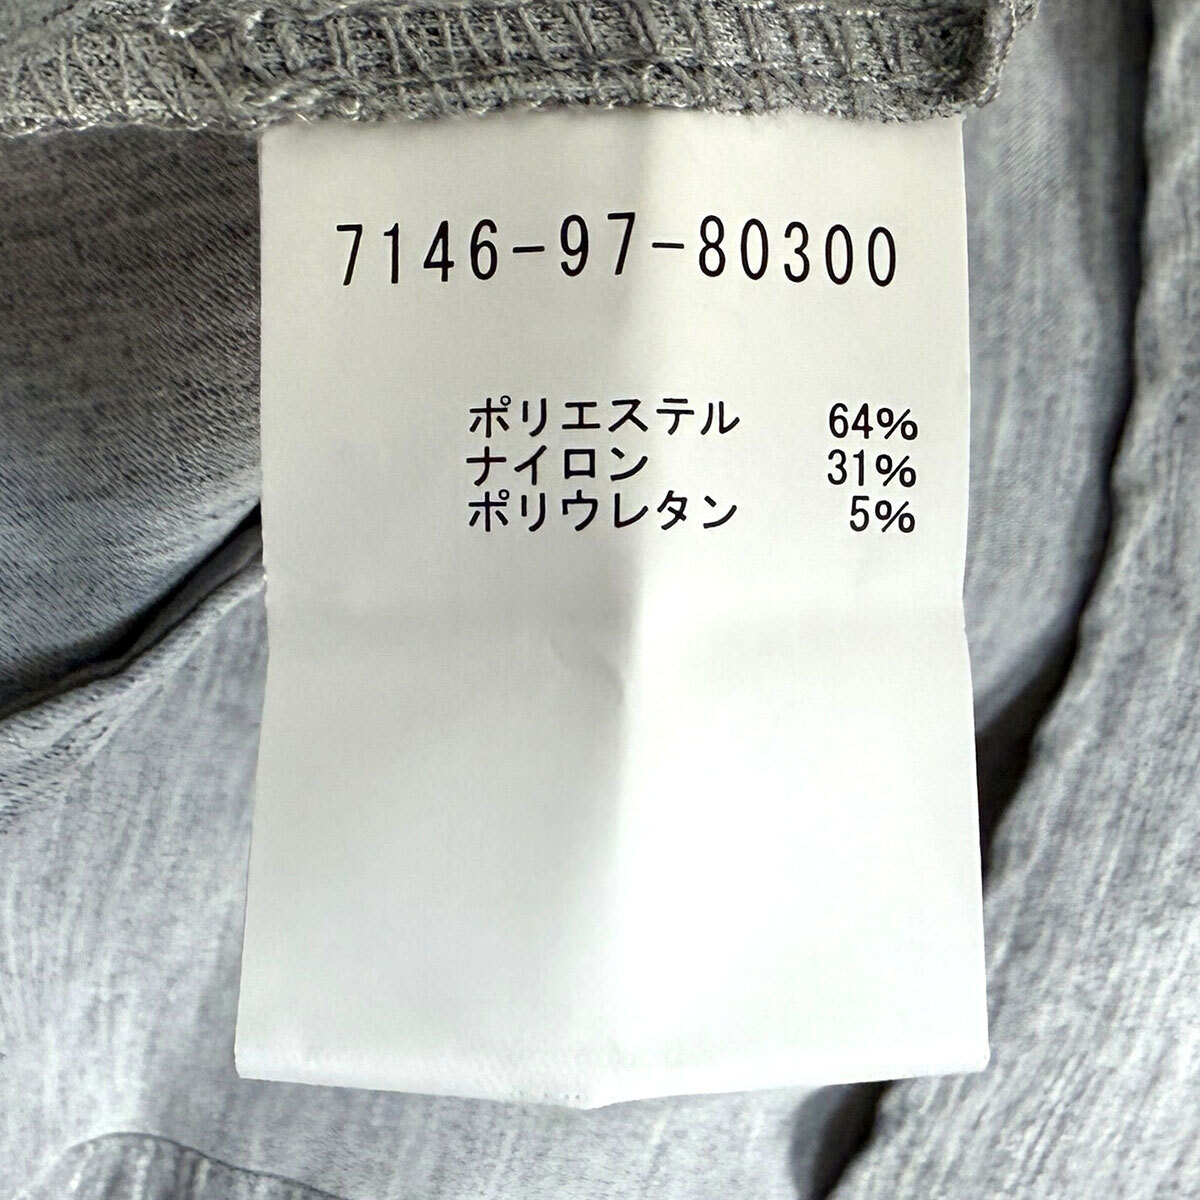 7146-97-80300
ポリエステル 64%
ナイロン 31%
ポリウレタン 5%